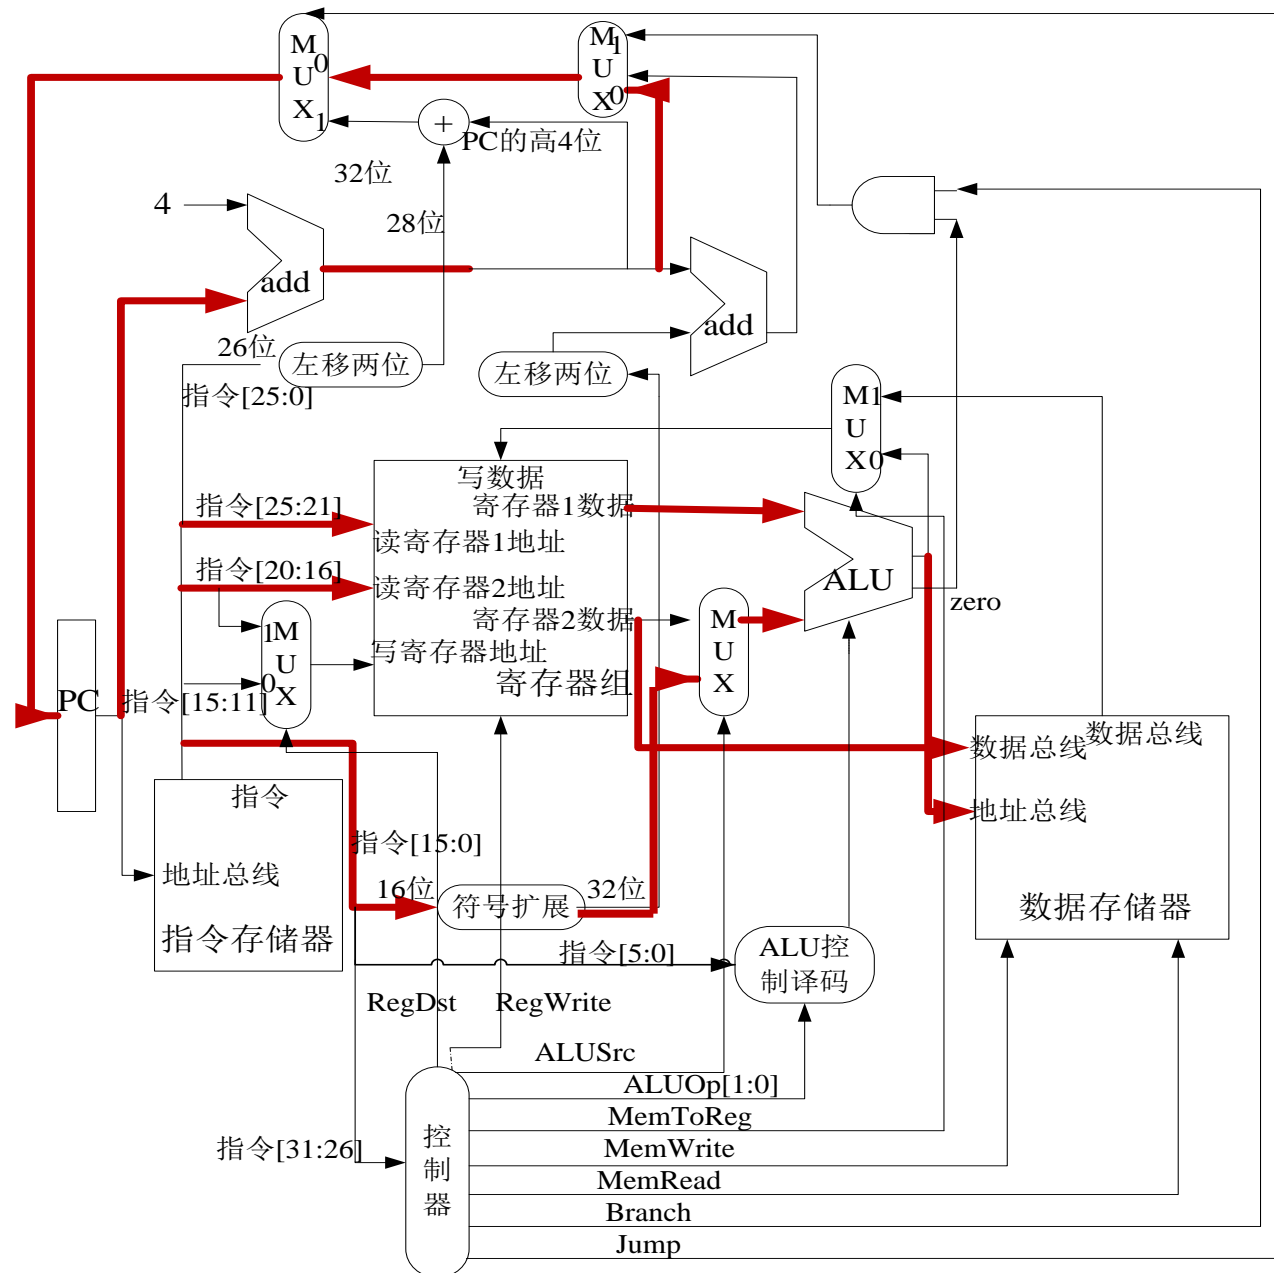 M
U 0
X 1
M 1
U
X 0
+
PC的高4位
32位
4
28位
add
add
26位
左移两位
左移两位
指令[25:0]
M1
U
X0
写数据
指令[25:21]
寄存器1数据
读寄存器1地址
指令[20:16]
读寄存器2地址
ALU
zero
寄存器2数据
1M
U
0X
M
U
X
写寄存器地址
寄存器组
PC
指令[15:11]
数据总线
数据总线
指令
地址总线
指令[15:0]
地址总线
16位
符号扩展
32位
数据存储器
指令存储器
指令[5:0]
ALU控
制译码
RegDst
RegWrite
ALUSrc
ALUOp[1:0]
MemToReg
控
制
器
指令[31:26]
MemWrite
MemRead
Branch
Jump